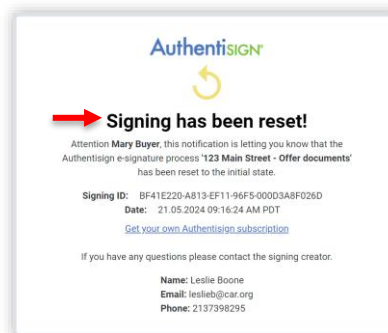 Authentisign
Signing has been reset!
Attention Mary Buyer, this notification is letting you know that the
Authentisign e-signature process '123 Main Street - Offer documents'
has been reset to the initial state.
Signing ID: BF41E220-A813-EF11-96F5-000D3A8F026D
Date: 21.05.2024 09:16:24 AM PDT
Get your own Authentisign subscription
If you have any questions please contact the signing creator.
Name: Leslie Boone
Email: leslieb@car.org
Phone: 2137398295